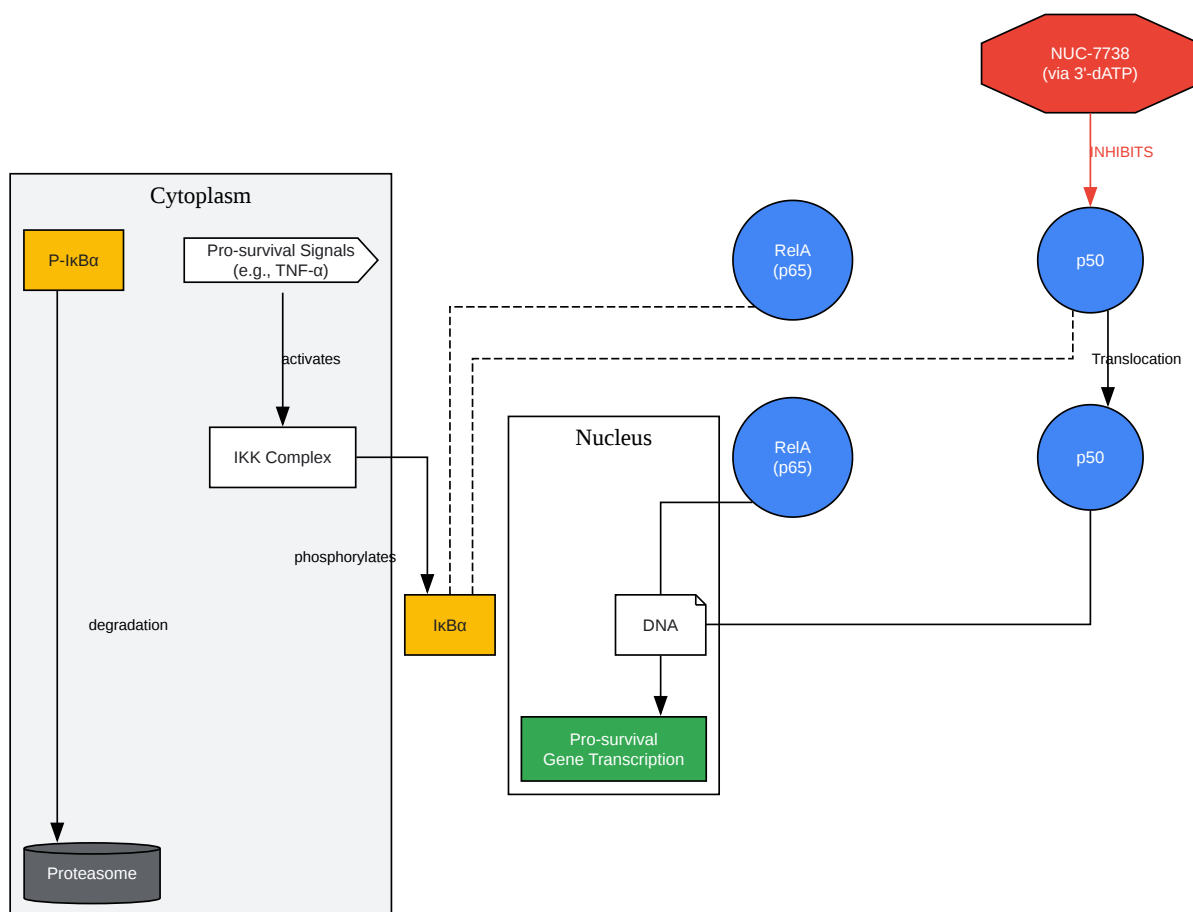 NUC-7738
(via 3'-dATP)
INHIBITS
Cytoplasm
P-IκBα
Pro-survival Signals
(e.g., TNF-α)
RelA
(p65)
p50
activates
Translocation
Nucleus
IKK Complex
RelA
(p65)
p50
phosphorylates
degradation
IκBα
DNA
Pro-survival
Gene Transcription
Proteasome